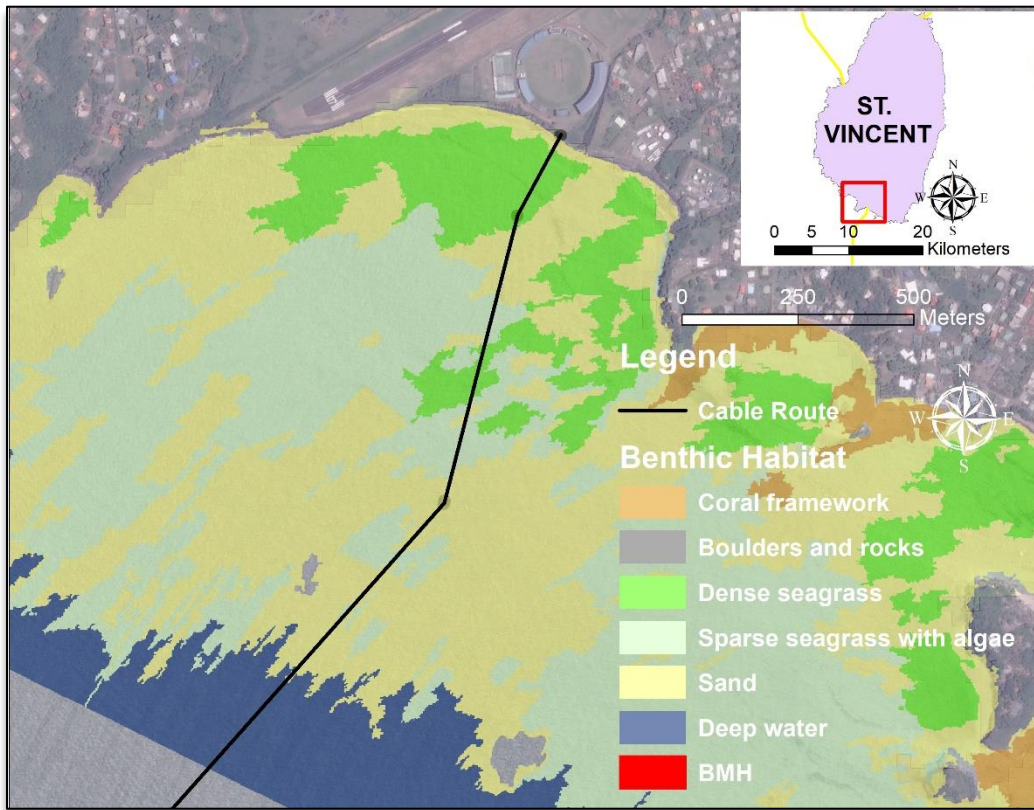 ST.
VINCENT
N
W E
S
0 5 10 20
Kilometers
0 250 500
Meters
Legend
N
W E
S
Cable Route
Benthic Habitat
Coral framework
Boulders and rocks
Dense seagrass
Sparse seagrass with algae
Sand
Deep water
BMH